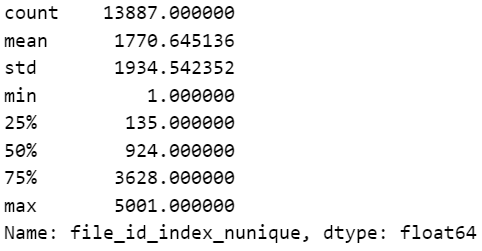 count    13887.000000
mean      1770.645136
std       1934.542352
min          1.000000
25%        135.000000
50%        924.000000
75%       3628.000000
max       5001.000000
Name: file_id_index_nunique, dtype: float64